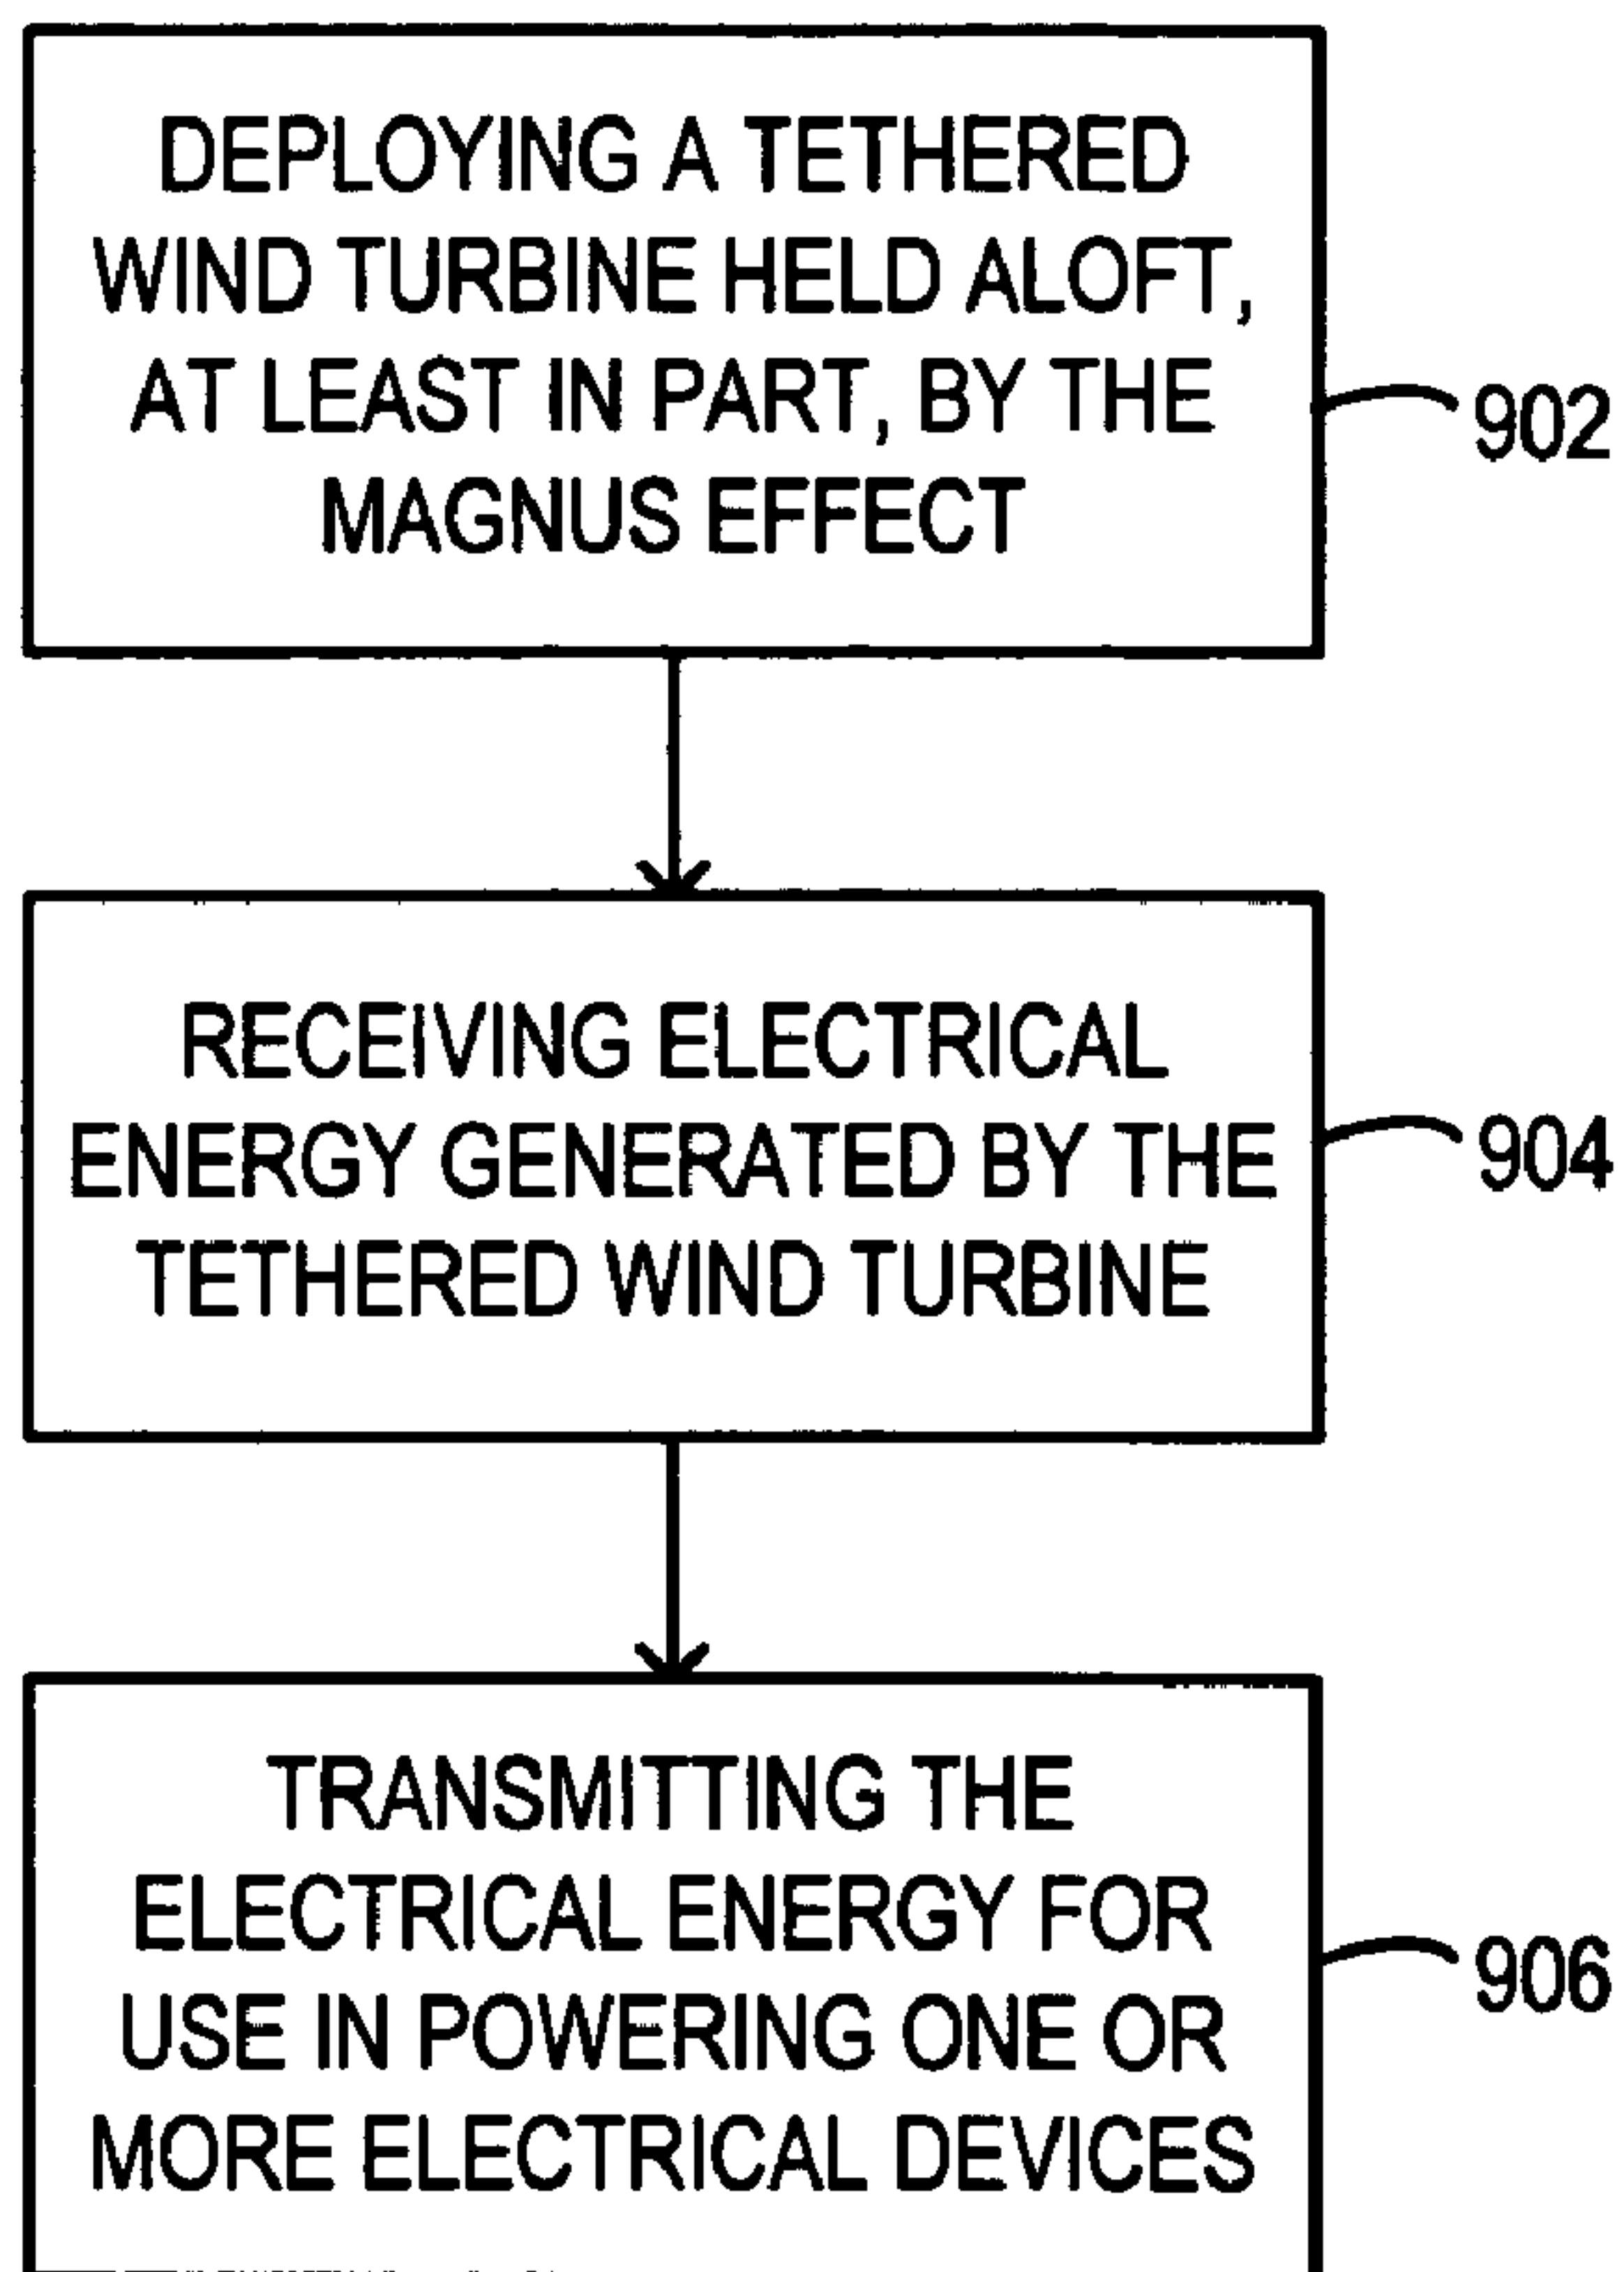 DEPLOYING A TETHERED
WIND TURBINE HELD ALOFT,
AT LEAST IN PART, BY THE
MAGNUS EFFECT
902
RECEIVING ELECTRICAL
ENERGY GENERATED BY THE
TETHERED WIND TURBINE
904
TRANSMITTING THE
ELECTRICAL ENERGY FOR
USE IN POWERING ONE OR
MORE ELECTRICAL DEVICES
906